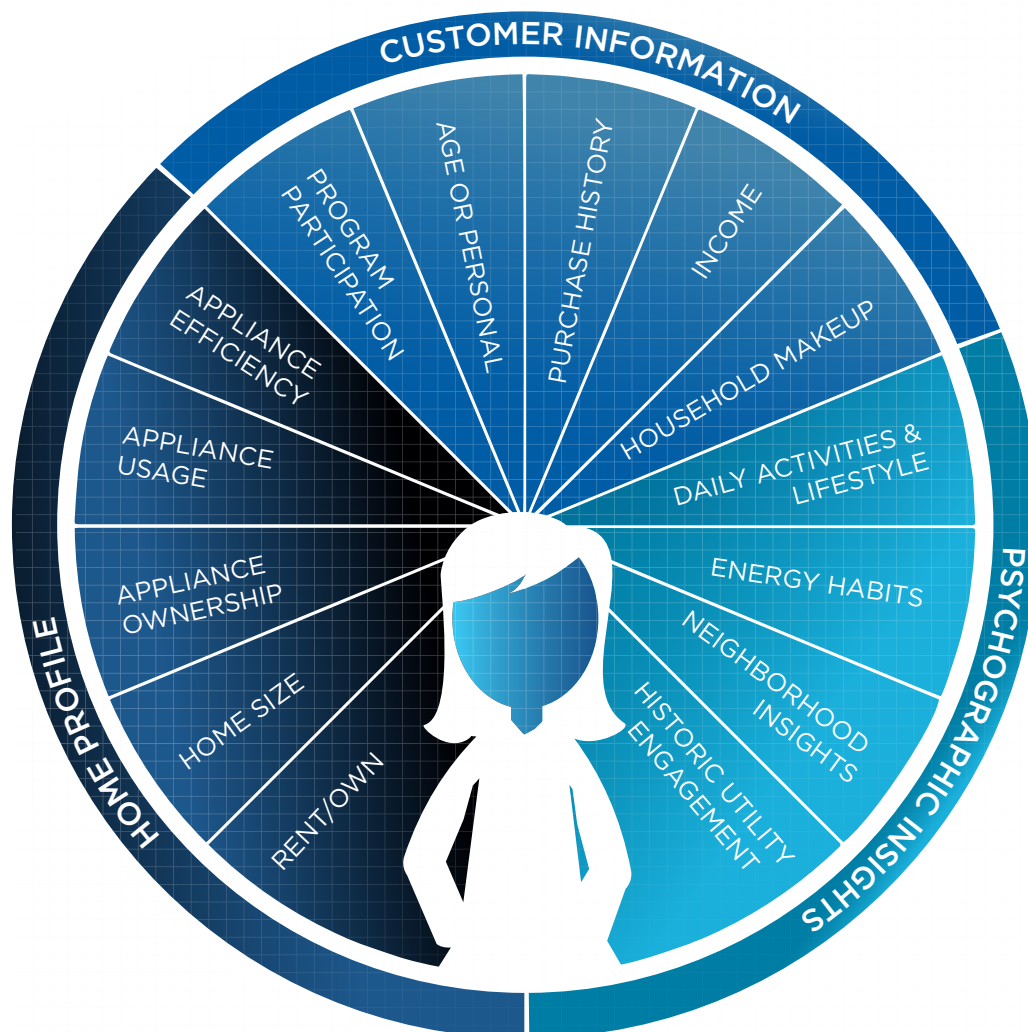 CUSTOMER INFORMATION
PROGRAM
PARTICIPATION
AGE OR PERSONAL
PURCHASE HISTORY
INCOME
HOUSEHOLD MAKEUP
PSYCHOGRAPHIC INSIGHTS
DAILY ACTIVITIES &
LIFESTYLE
ENERGY HABITS
NEIGHBORHOOD
INSIGHTS
HISTORIC UTILITY
ENGAGEMENT
HOME PROFILE
RENT/OWN
HOME SIZE
APPLIANCE
OWNERSHIP
APPLIANCE
USAGE
APPLIANCE
EFFICIENCY